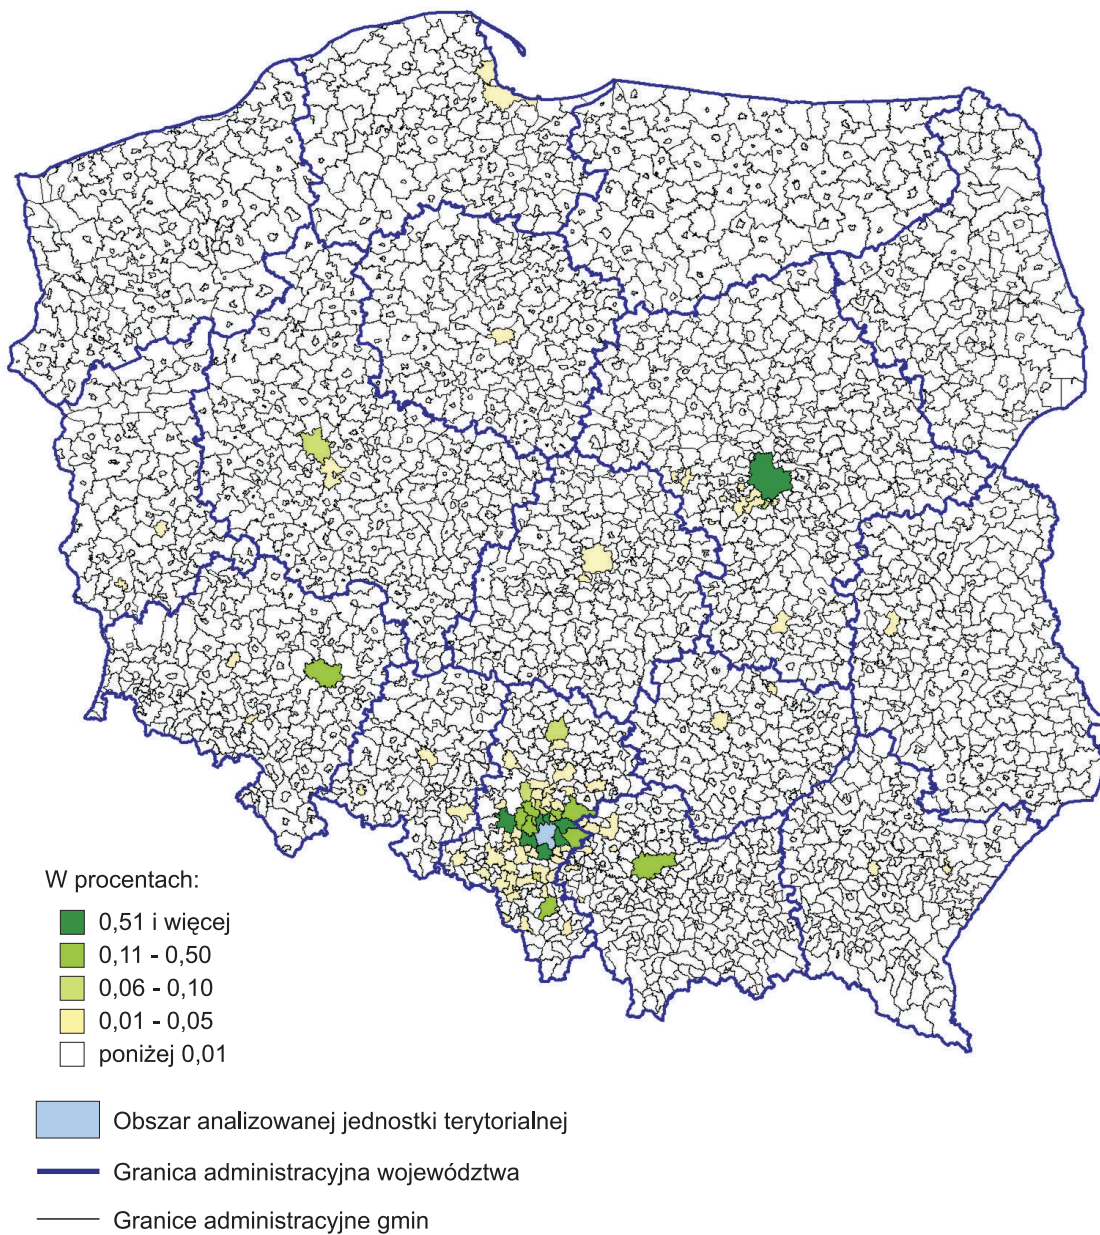 W procentach:
0,51 i więcej
0,11 - 0,50
0,06 - 0,10
0,01 - 0,05
poniżej 0,01
Obszar analizowanej jednostki terytorialnej
Granica administracyjna województwa
Granice administracyjne gmin